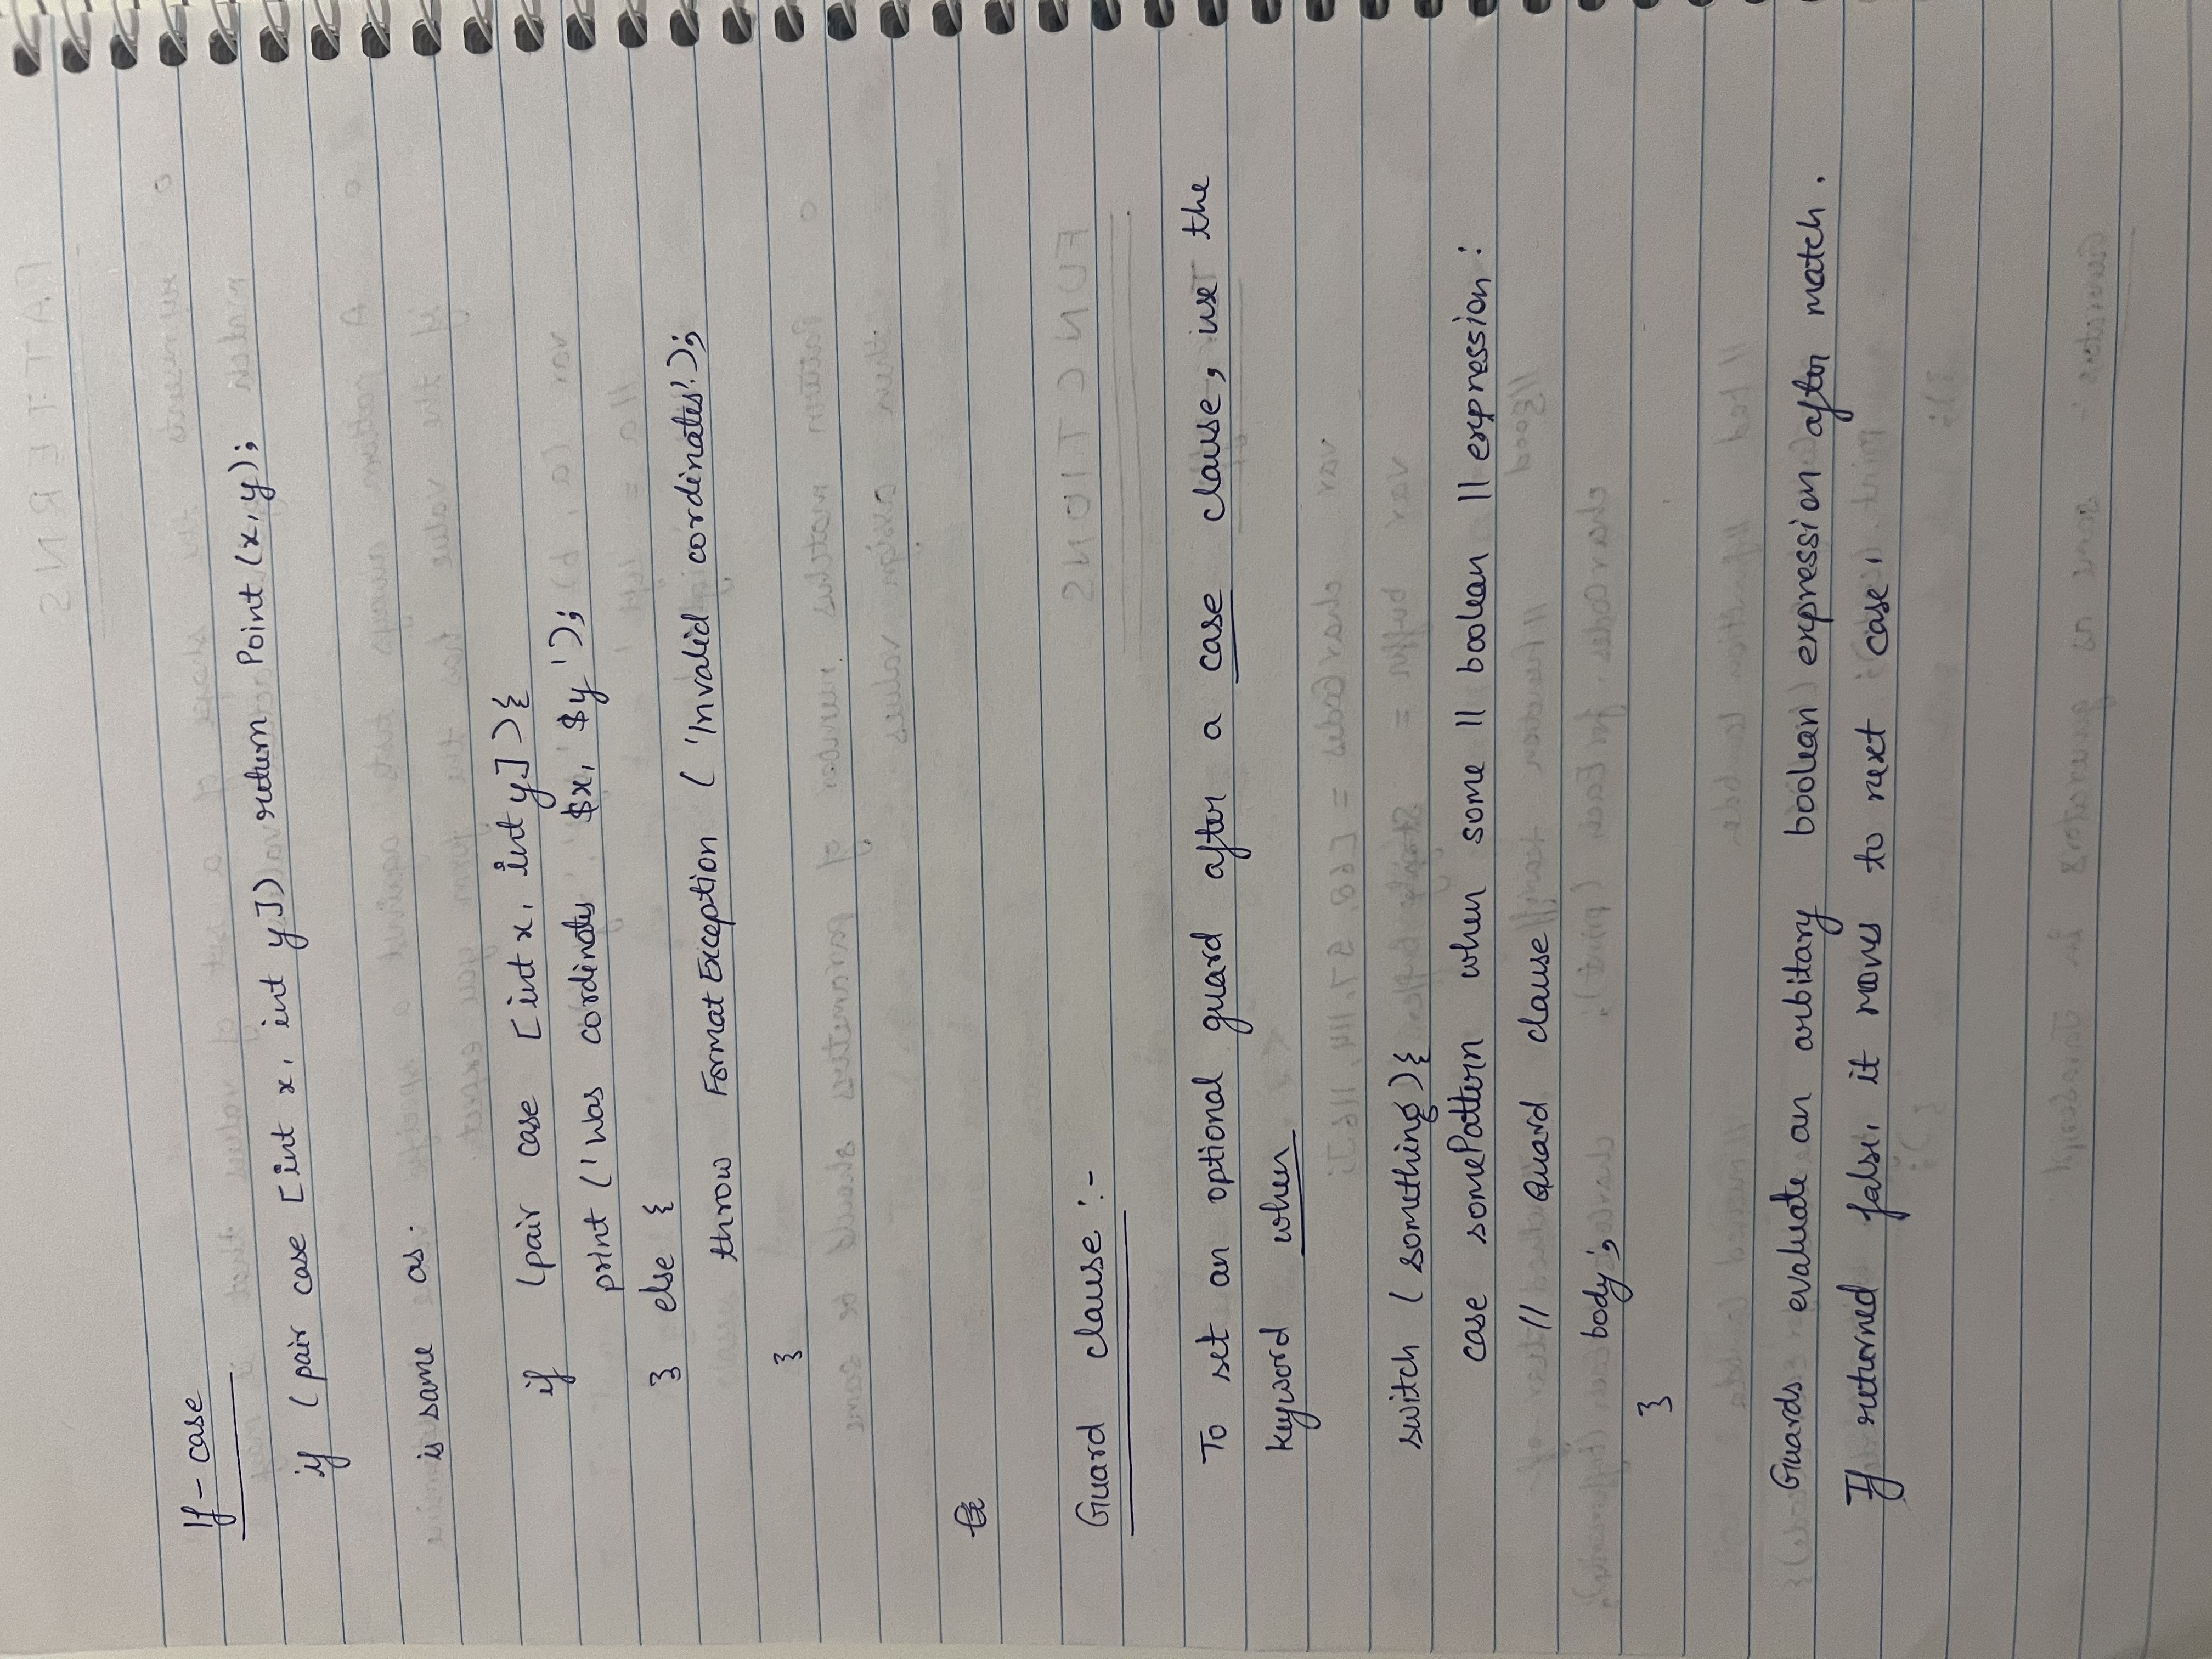 If - case
if (pair case [int x, int y]) return Point (x, y);
is same as.
if (pair case [int x, int y]){
print ('Was cordinates $x, $y');
} else {
throw FormatException ('Invalid cordinates'.);
}
Guard clause :-
To set an optional guard after a case clause, use the
keyword when
switch (something){
case somePattern when some || boolean || expression :
// Guard clause
body;
}
Guards evaluate an arbitary boolean expression after match.
If returned false, it moves to next case.